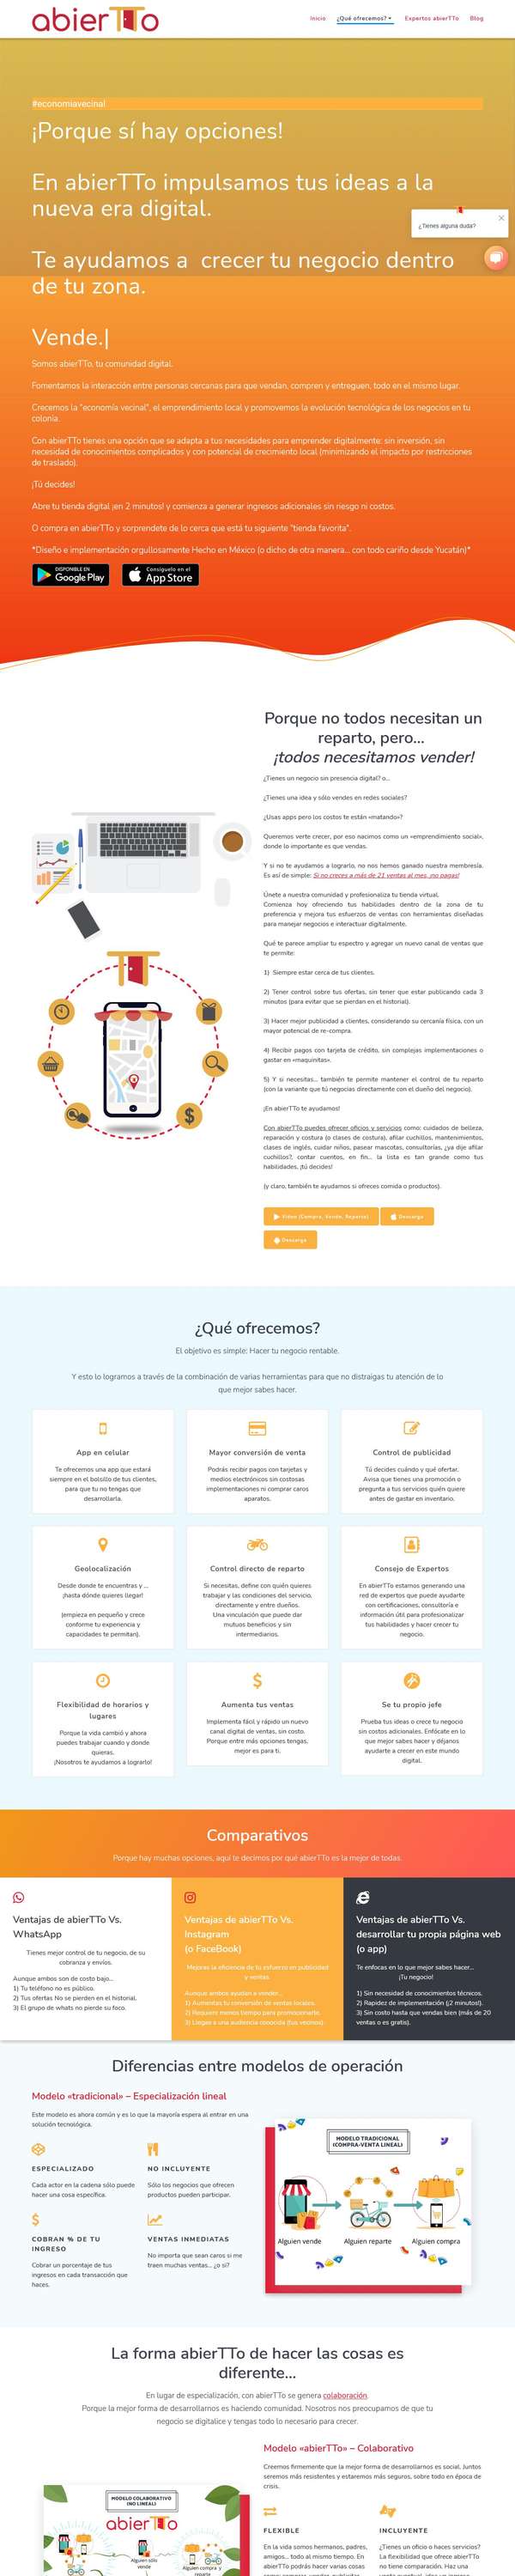 abierTTo
Inicio
¿Qué ofrecemos?
Expertos abierTTo
Blog
#economiavecinal
¡Porque sí hay opciones!
En abierTTo impulsamos tus ideas a la
nueva era digital.
¿Tienes alguna duda?
Te ayudamos a crecer tu negocio dentro
de tu zona.
Vende.|
Somos abierTTo, tu comunidad digital.
Fomentamos la interacción entre personas cercanas para que vendan, compren y entreguen, todo en el mismo lugar.
Crecemos la "economía vecinal", el emprendimiento local y promovemos la evolución tecnológica de los negocios en tu
colonia.
Con abierTTo tienes una opción que se adapta a tus necesidades para emprender digitalmente: sin inversión, sin
necesidad de conocimientos complicados y con potencial de crecimiento local (minimizando el impacto por restricciones
de traslado).
¡Tú decides!
Abre tu tienda digital ¡en 2 minutos! y comienza a generar ingresos adicionales sin riesgo ni costos.
O compra en abierTTo y sorprendete de lo cerca que está tu siguiente "tienda favorita".
*Diseño e implementación orgullosamente Hecho en México (o dicho de otra manera... con todo cariño desde Yucatán)*
DISPONIBLE EN
Google Play
Consíguelo en el
App Store
Porque no todos necesitan un
reparto, pero...
¡todos necesitamos vender!
¿Tienes un negocio sin presencia digital? o...
¿Tienes una idea y sólo vendes en redes sociales?
¿Usas apps pero los costos te están «matando»?
Queremos verte crecer, por eso nacimos como un «emprendimiento social»,
donde lo importante es que vendas.
Y si no te ayudamos a lograrlo, no nos hemos ganado nuestra membresía.
Es así de simple: Si no creces a más de 21 ventas al mes, ¡no pagas!
Únete a nuestra comunidad y profesionaliza tu tienda virtual.
Comienza hoy ofreciendo tus habilidades dentro de la zona de tu
preferencia y mejora tus esfuerzos de ventas con herramientas diseñadas
para manejar negocios e interactuar digitalmente.
Qué te parece ampliar tu espectro y agregar un nuevo canal de ventas que
te permite:
1) Siempre estar cerca de tus clientes.
2) Tener control sobre tus ofertas, sin tener que estar publicando cada 3
minutos (para evitar que se pierdan en el historial).
3) Hacer mejor publicidad a clientes, considerando su cercanía física, con un
mayor potencial de re-compra.
4) Recibir pagos con tarjeta de crédito, sin complejas implementaciones o
gastar en «maquinitas».
5) Y si necesitas... también te permite mantener el control de tu reparto
(con la variante que tú negocias directamente con el dueño del negocio).
¡En abierTTo te ayudamos!
Con abierTTo puedes ofrecer oficios y servicios como: cuidados de belleza,
reparación y costura (o clases de costura), afilar cuchillos, mantenimientos,
clases de inglés, cuidar niños, pasear mascotas, consultorías, ¿ya dije afilar
cuchillos?, contar cuentos, en fin... la lista es tan grande como tus
habilidades, ¡tú decides!
(y claro, también te ayudamos si ofreces comida o productos).
Video (Compra, Vende, Reparte)
Descarga
Descarga
¿Qué ofrecemos?
El objetivo es simple: Hacer tu negocio rentable.
Y esto lo logramos a través de la combinación de varias herramientas para que no distraigas tu atención de lo
que mejor sabes hacer.
App en celular
Te ofrecemos una app que estará
siempre en el bolsillo de tus clientes,
para que tu no tengas que
desarrollarla.
Mayor conversión de venta
Podrás recibir pagos con tarjetas y
medios electrónicos sin costosas
implementaciones ni comprar caros
aparatos.
Control de publicidad
Tú decides cuándo y qué ofertar.
Avisa que tienes una promoción o
pregunta a tus servicios quién quiere
antes de gastar en inventario.
Geolocalización
Desde donde te encuentras y ...
¡hasta dónde quieres llegar!
(empieza en pequeño y crece
conforme tu experiencia y
capacidades te permitan).
Control directo de reparto
Si necesitas, define con quién quieres
trabajar y las condiciones del servicio,
directamente y entre dueños.
Una vinculación que puede dar
mutuos beneficios y sin
intermediarios.
Consejo de Expertos
En abierTTo estamos generando una
red de expertos que puede ayudarte
con certificaciones, consultoría e
información útil para profesionalizar
tus habilidades y hacer crecer tu
negocio.
Flexibilidad de horarios y
lugares
Porque la vida cambió y ahora
puedes trabajar cuando y donde
quieras.
¡Nosotros te ayudamos a lograrlo!
Aumenta tus ventas
Implementa fácil y rápido un nuevo
canal digital de ventas, sin costo.
Porque entre más opciones tengas,
mejor es para ti.
Se tu propio jefe
Prueba tus ideas o crece tu negocio
sin costos adicionales. Enfócate en lo
que mejor sabes hacer y déjanos
ayudarte a crecer en este mundo
digital.
Comparativos
Porque hay muchas opciones, aquí te decimos por qué abierTTo es la mejor de todas.
Ventajas de abierTTo Vs.
WhatsApp
Tienes mejor control de tu negocio, de su
cobranza y envíos.
Aunque ambos son de costo bajo...
1) Tu teléfono no es público.
2) Tus ofertas No se pierden en el historial.
3) El grupo de whats no pierde su foco.
Ventajas de abierTTo Vs.
Instagram
(o FaceBook)
Mejoras la eficiencia de tu esfuerzo en publicidad
y ventas.
Aunque ambos ayudan a vender...
1) Aumentas tu conversión de ventas locales.
2) Requieres menos tiempo para promocionarte.
3) Llegas a una audiencia conocida (tus vecinos).
Ventajas de abierTTo Vs.
desarrollar tu propia página web
(o app)
Te enfocas en lo que mejor sabes hacer...
¡Tu negocio!
1) Sin necesidad de conocimientos técnicos.
2) Rapidez de implementación (¡2 minutos!).
3) Sin costo hasta que vendas bien (más de 20
ventas o es gratis).
Diferencias entre modelos de operación
Modelo «tradicional» – Especialización lineal
Este modelo es ahora común y es lo que la mayoría espera al entrar en una
solución tecnológica.
ESPECIALIZADO
Cada actor en la cadena sólo puede
hacer una cosa específica.
NO INCLUYENTE
Sólo los negocios que ofrecen
productos pueden participar.
COBRAN % DE TU
INGRESO
Cobrar un porcentaje de tus
ingresos en cada transacción que
haces.
VENTAS INMEDIATAS
No importa que sean caros si me
traen muchas ventas... ¿o si?
MODELO TRADICIONAL
(COMPRA-VENTA LINEAL)
Alguien vende
Alguien reparte
Alguien compra
La forma abierTTo de hacer las cosas es
diferente...
En lugar de especialización, con abierTTo se genera colaboración.
Porque la mejor forma de desarrollarnos es haciendo comunidad. Nosotros nos preocupamos de que tu
negocio se digitalice y tengas todo lo necesario para crecer.
Modelo «abierTTo» – Colaborativo
Creemos firmemente que la mejor forma de desarrollarnos es social. Juntos
seremos más resistentes y estaremos más seguros, sobre todo en época de
crisis.
MODELO COLABORATIVO
(NO LINEAL)
abierTTo
Alguien sólo
vende
Alguien compra y
reparte
FLEXIBLE
En la vida somos hermanos, padres,
amigos... todo al mismo tiempo. En
abierTTo podrás hacer varias cosas
INCLUYENTE
¿Tienes un oficio o haces servicios?
La flexibilidad que ofrece abierTTo
no tiene comparación. Haz una